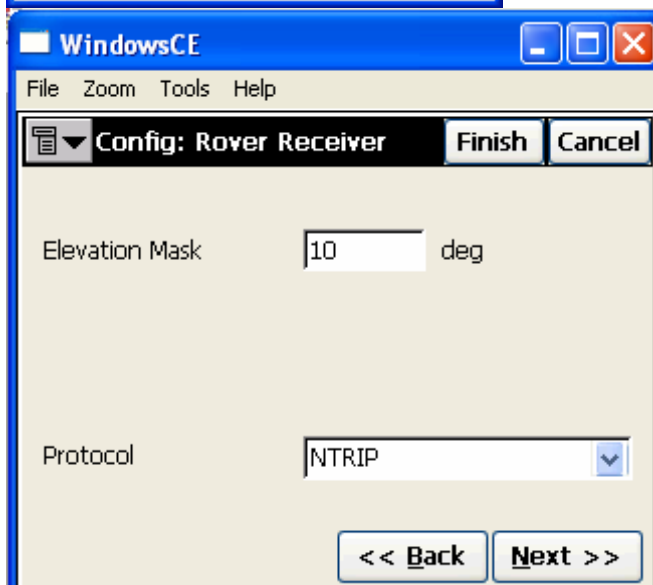 WindowsCE
File Zoom Tools Help
Config: Rover Receiver Finish Cancel
Elevation Mask 10 deg
Protocol NTRIP
<< Back Next >>